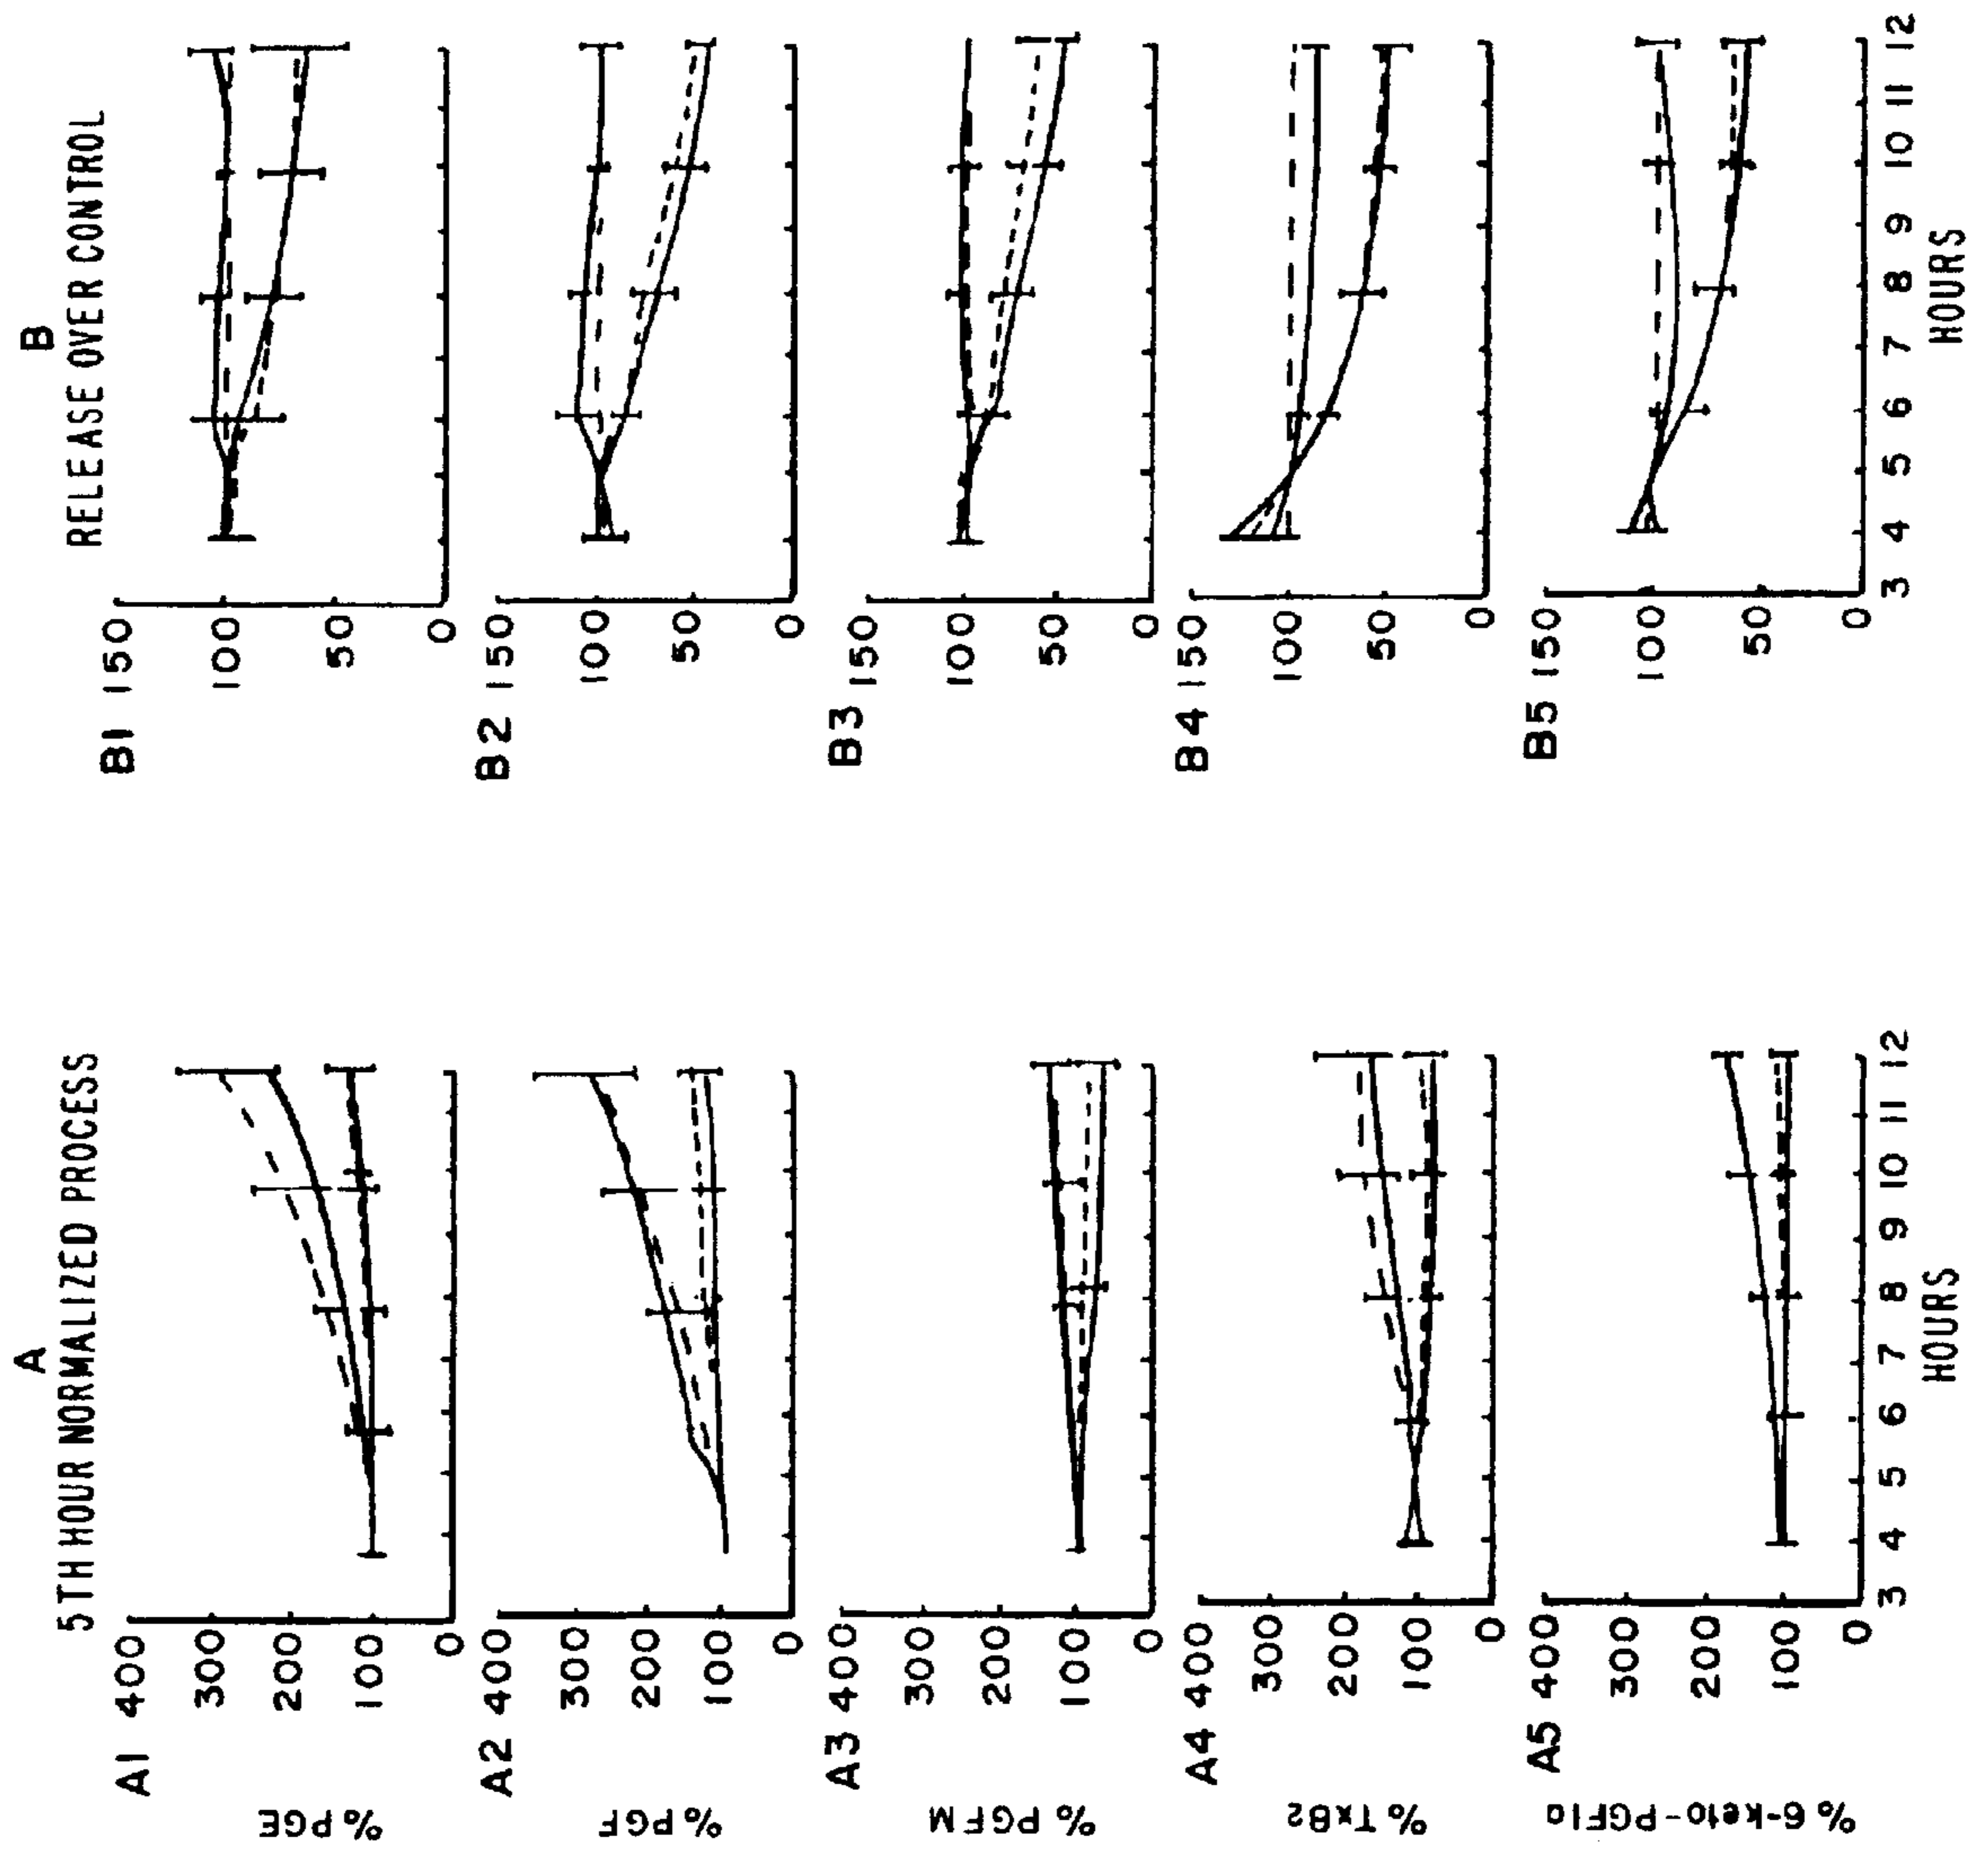 A
5TH HOUR NORMALIZED PROCESS
A1 400
300
200
100
0
% PGE
A2 400
300
200
100
0
% PGF
A3 400
300
200
100
0
% PGFM
A4 400
300
200
100
0
% TxB2
A5 400
300
200
100
0
% 6-keto-PGF1α
3 4 5 6 7 8 9 10 11 12
HOURS
B
RELEASE OVER CONTROL
B1 150
100
50
0
B2 150
100
50
0
B3 150
100
50
0
B4 150
100
50
0
B5 150
100
50
0
3 4 5 6 7 8 9 10 11 12
HOURS